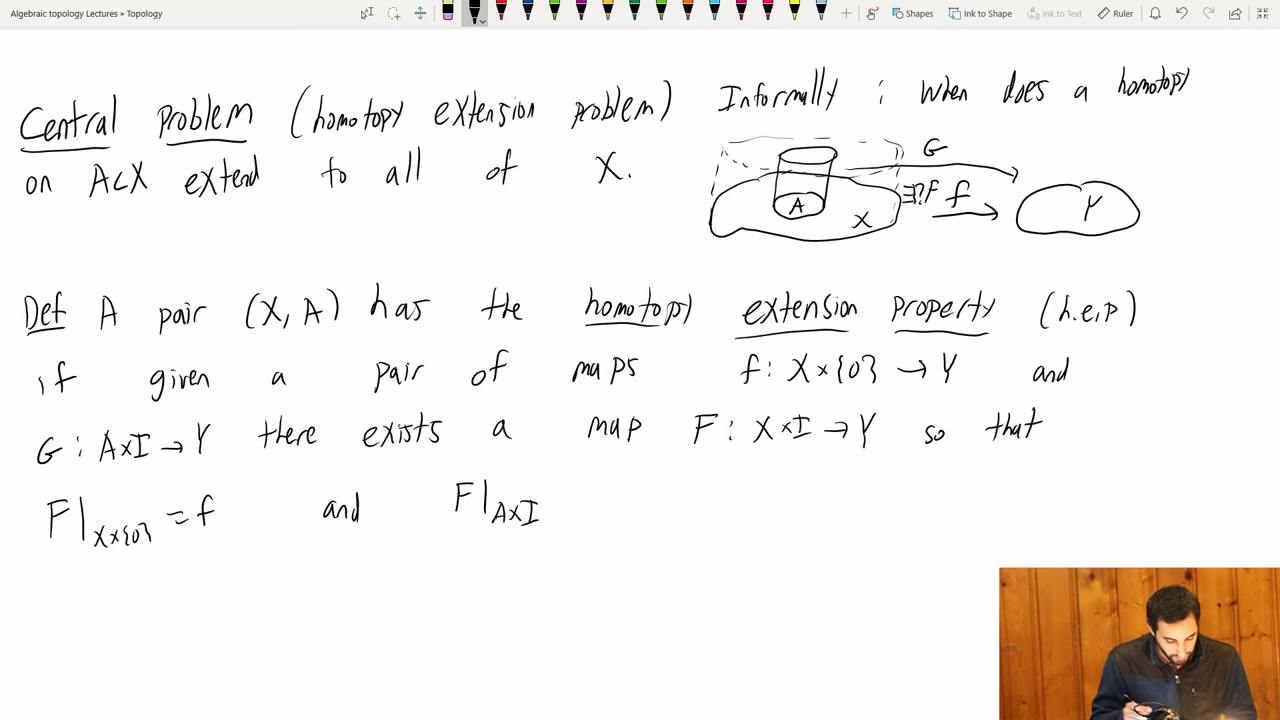 Algebraic topology Lectures » Topology
Shapes
Ink to Shape
Ink to Text
Ruler
Central Problem (homotopy extension problem) Informally : When does a homotopy
on A⊂X extend to all of X.
G
∃?F f
A
X
Y
Def A pair (X, A) has the homotopy extension property (h.e.p)
if given a pair of maps f: X×{0} → Y and
G : A×I → Y there exists a map F : X×I → Y so that
F|X×{0} = f and F|A×I